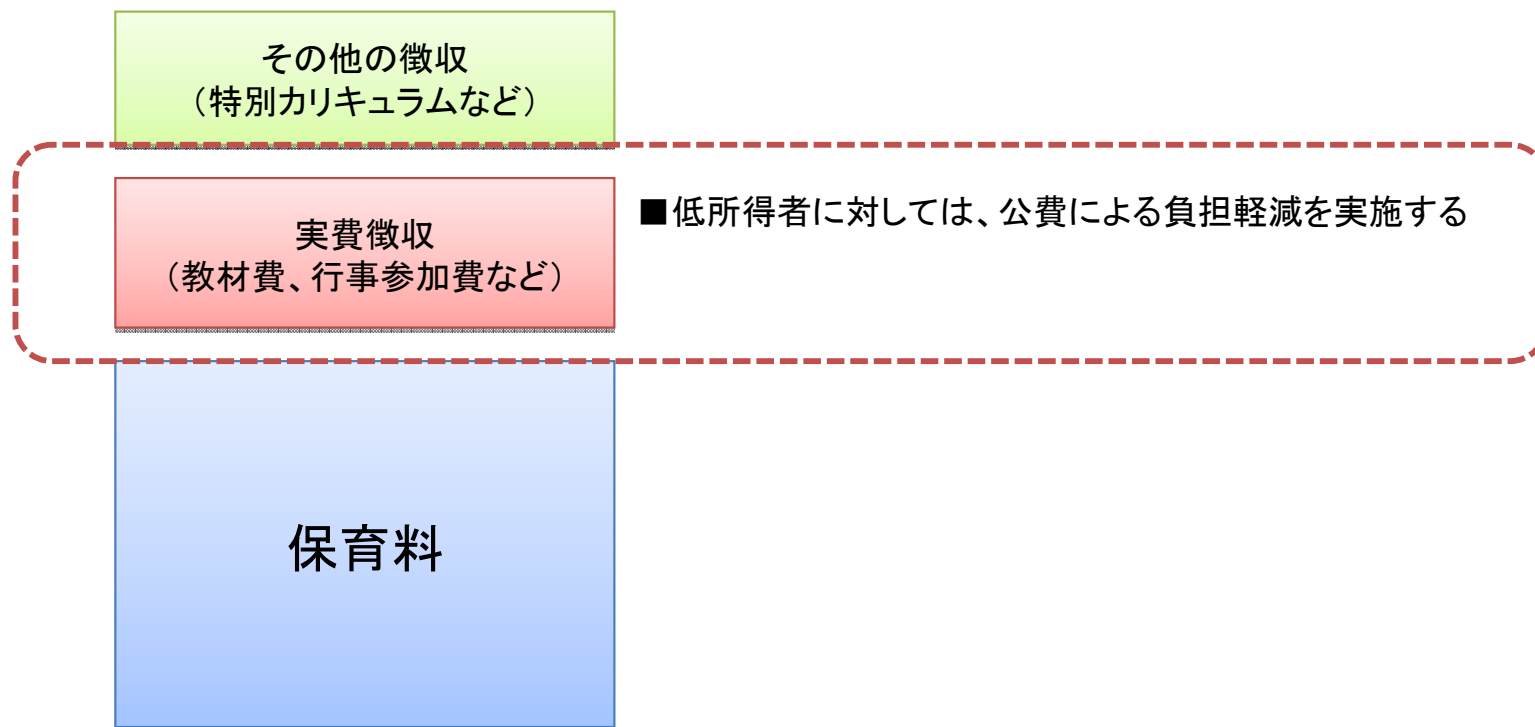 その他の徴収
（特別カリキュラムなど）
実費徴収
（教材費、行事参加費など）
■低所得者に対しては、公費による負担軽減を実施する
保育料